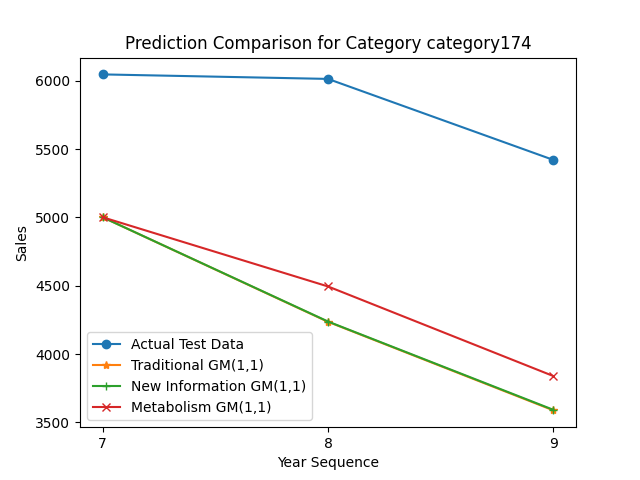 Prediction Comparison for Category category174
Sales
6000
5500
5000
4500
4000
3500
Actual Test Data
Traditional GM(1,1)
New Information GM(1,1)
Metabolism GM(1,1)
7 8 9
Year Sequence